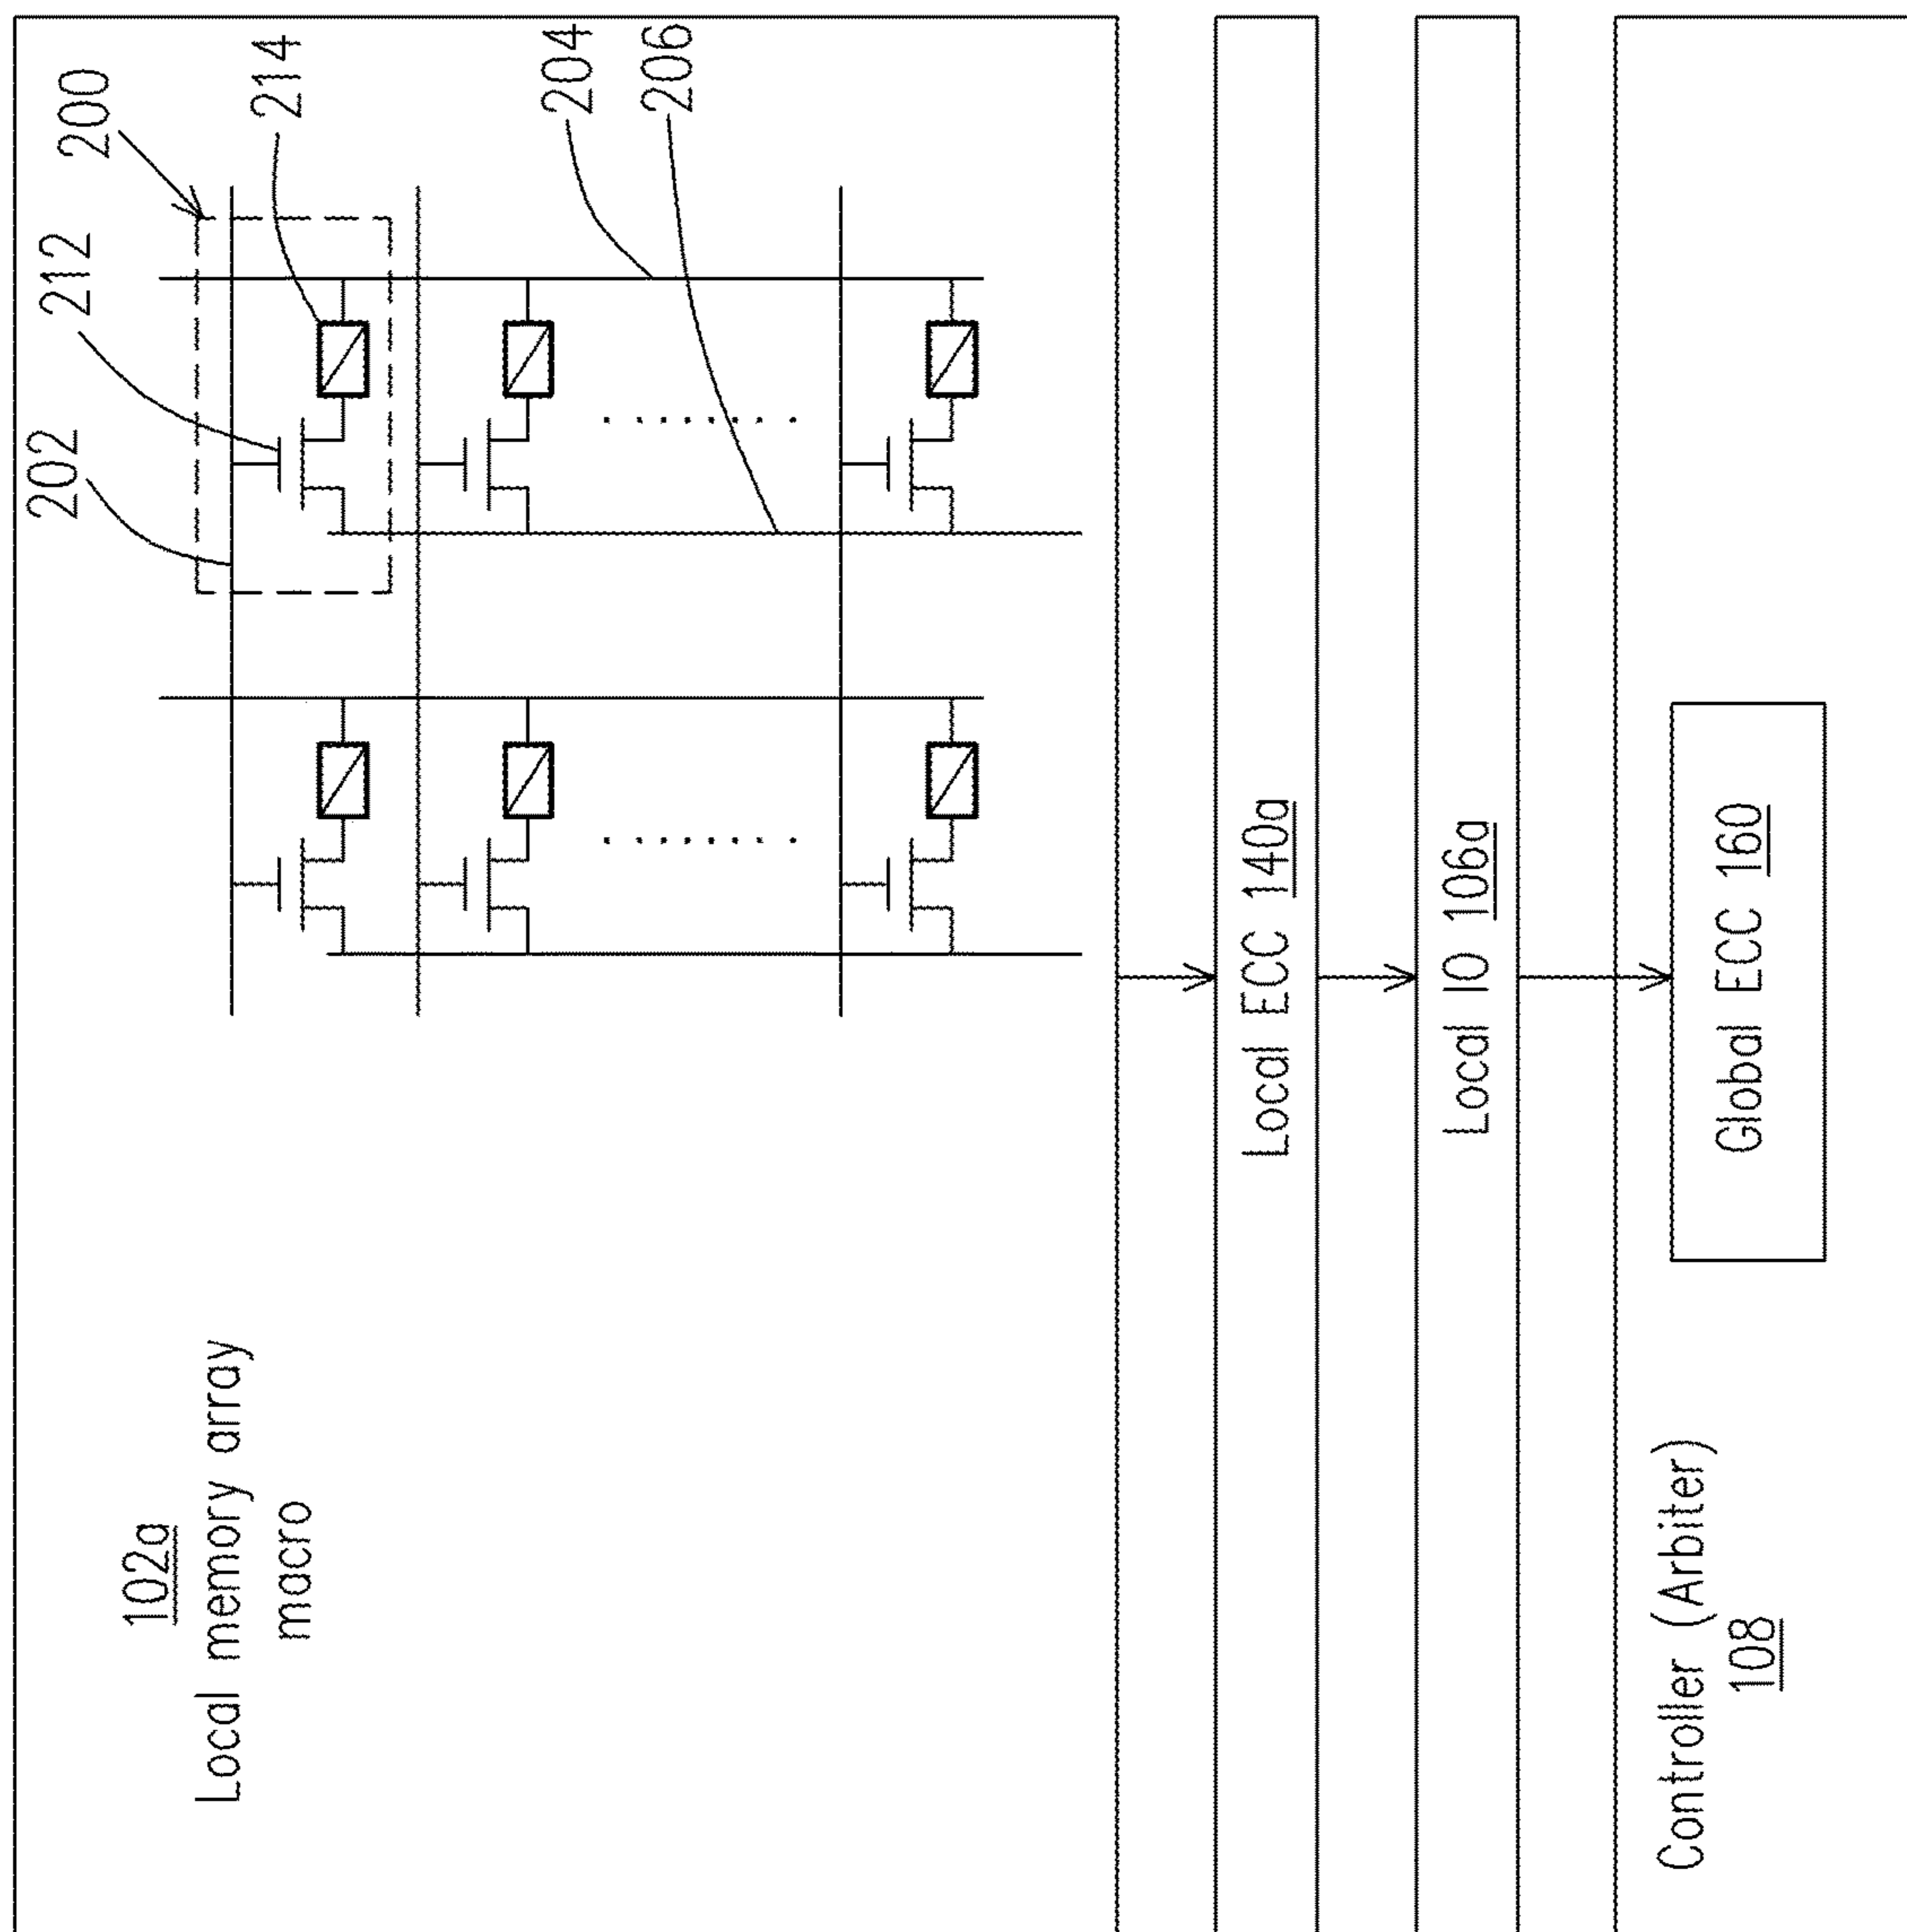 102a
Local memory array
macro
202
212
200
214
204
206
Local ECC 140a
Local IO 106a
Controller (Arbiter)
108
Global ECC 160